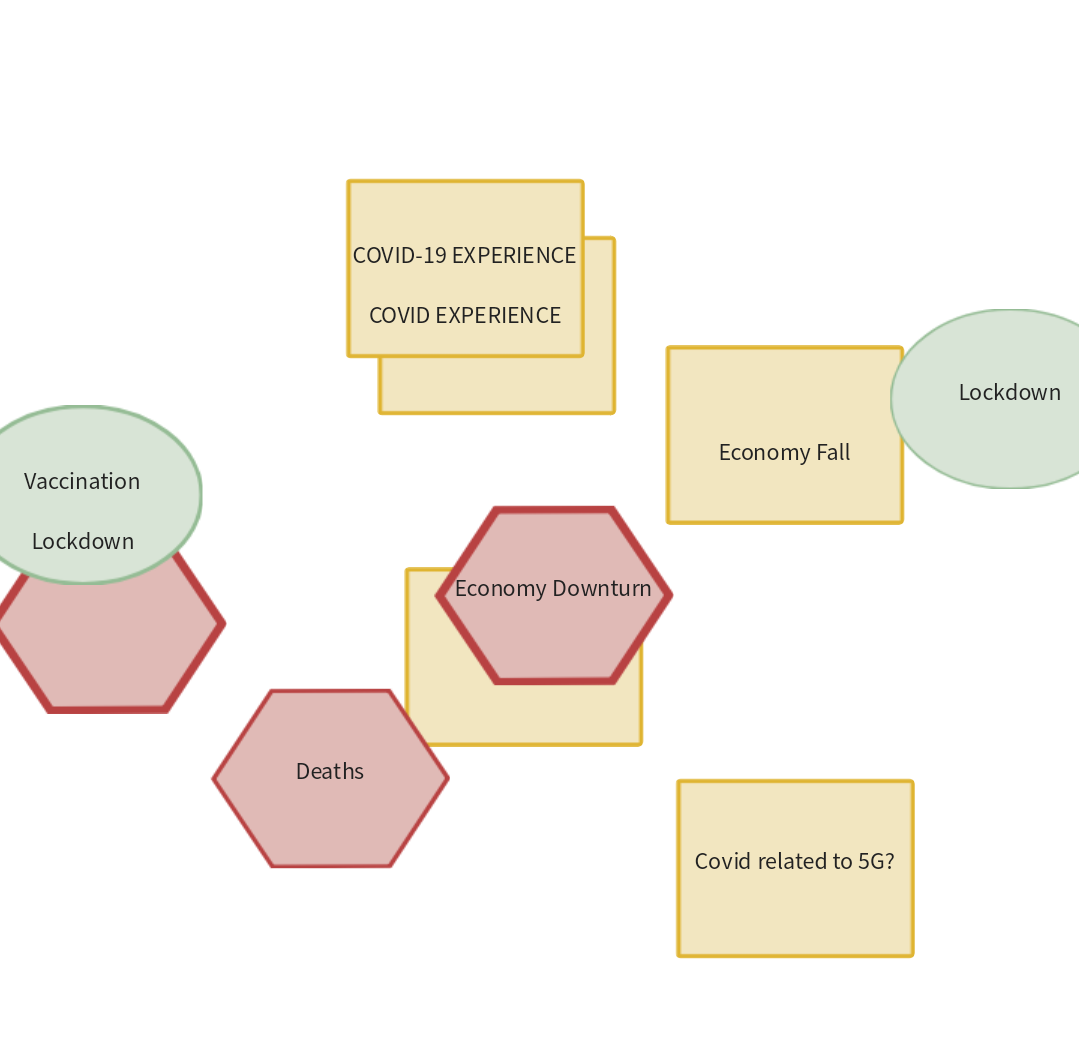 COVID-19 EXPERIENCE
COVID EXPERIENCE
Lockdown
Economy Fall
Vaccination
Lockdown
Economy Downturn
Deaths
Covid related to 5G?